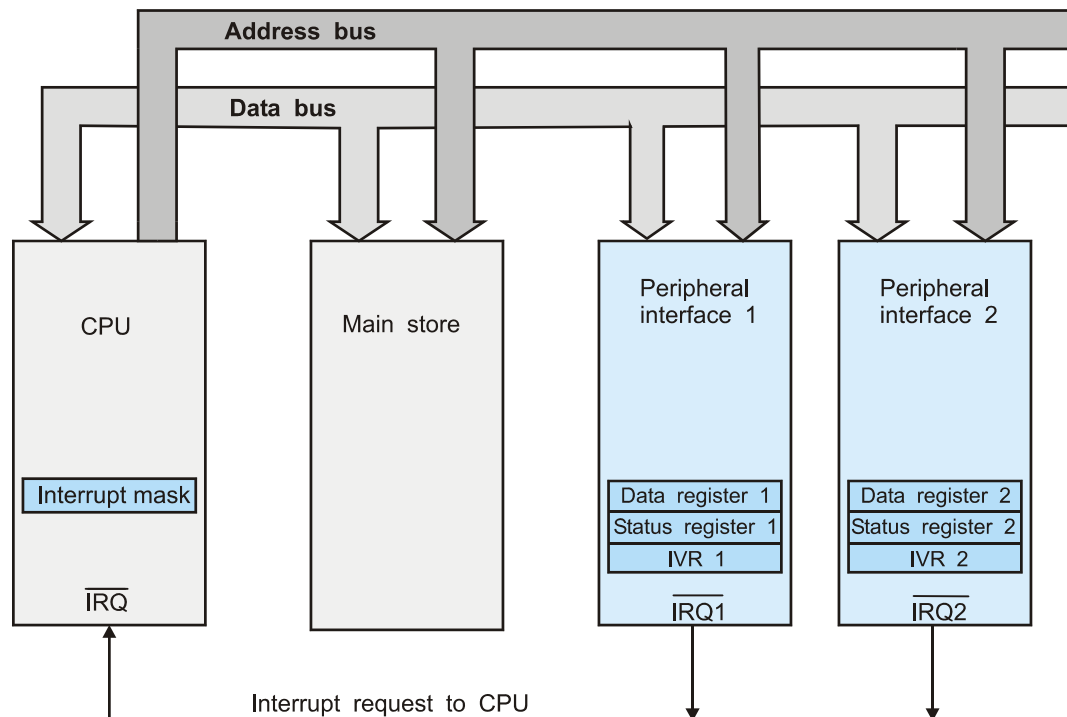 Address bus
Data bus
CPU
Interrupt mask
IRQ
Main store
Peripheral
interface 1
Data register 1
Status register 1
IVR 1
IRQ1
Peripheral
interface 2
Data register 2
Status register 2
IVR 2
IRQ2
Interrupt request to CPU